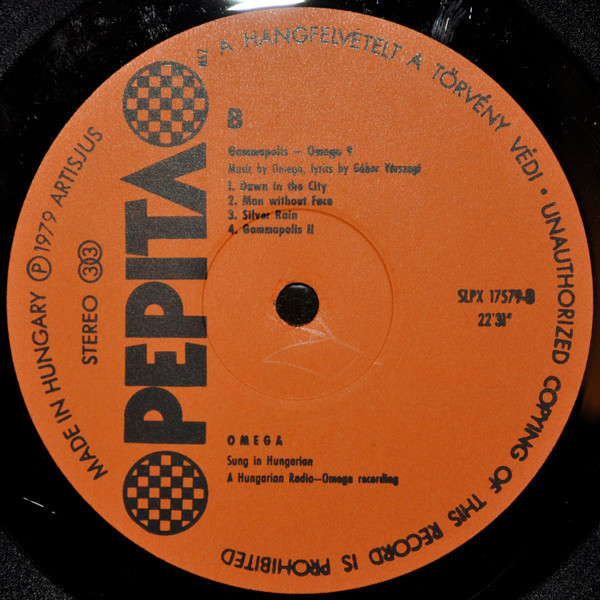 A HANGFELVÉTELT A TÖRVÉNY VÉDI • UNAUTHORIZED COPYING OF THIS RECORD IS PROHIBITED
MADE IN HUNGARY Ⓟ 1979 ARTISJUS
STEREO 33
PEPITA
MSZ
B
Gammapolis – Omega 9
Music by Omega, lyrics by Gábor Várszegi
1. Dawn in the City
2. Man without Face
3. Silver Rain
4. Gammapolis II
SLPX 17579-B
22'31"
OMEGA
Sung in Hungarian
A Hungarian Radio—Omega recording